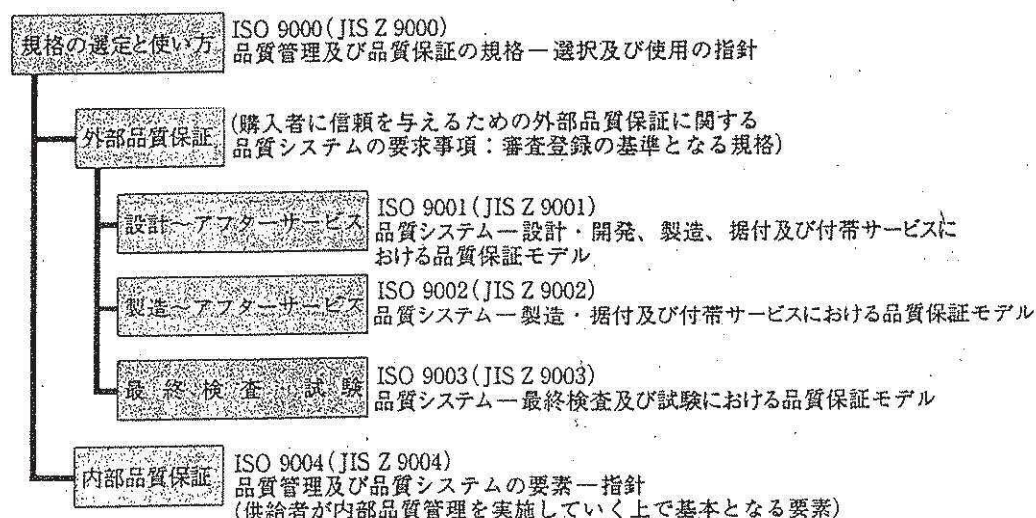 規格の選定と使い方
ISO 9000(JIS Z 9000)
品質管理及び品質保証の規格―選択及び使用の指針
外部品質保証
(購入者に信頼を与えるための外部品質保証に関する
品質システムの要求事項：審査登録の基準となる規格)
設計～アフターサービス
ISO 9001(JIS Z 9001)
品質システム―設計・開発、製造、据付及び付帯サービスに
おける品質保証モデル
製造～アフターサービス
ISO 9002(JIS Z 9002)
品質システム―製造・据付及び付帯サービスにおける品質保証モデル
最終検査・試験
ISO 9003(JIS Z 9003)
品質システム―最終検査及び試験における品質保証モデル
内部品質保証
ISO 9004(JIS Z 9004)
品質管理及び品質システムの要素―指針
(供給者が内部品質管理を実施していく上で基本となる要素)